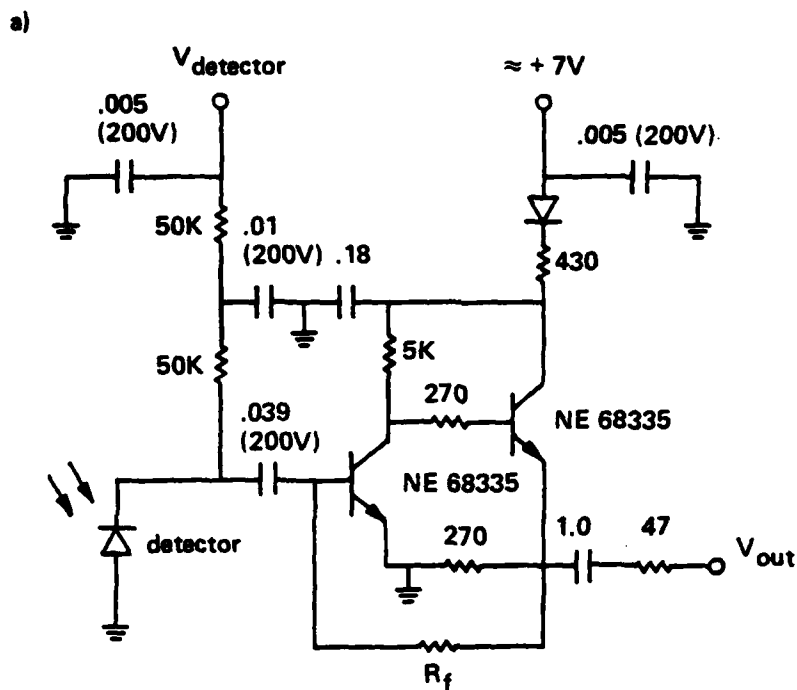 a)
V detector
≈ + 7V
.005
(200V)
.005 (200V)
50K
.01
(200V)
.18
430
50K
5K
270
NE 68335
.039
(200V)
NE 68335
detector
270
1.0
47
V out
R f